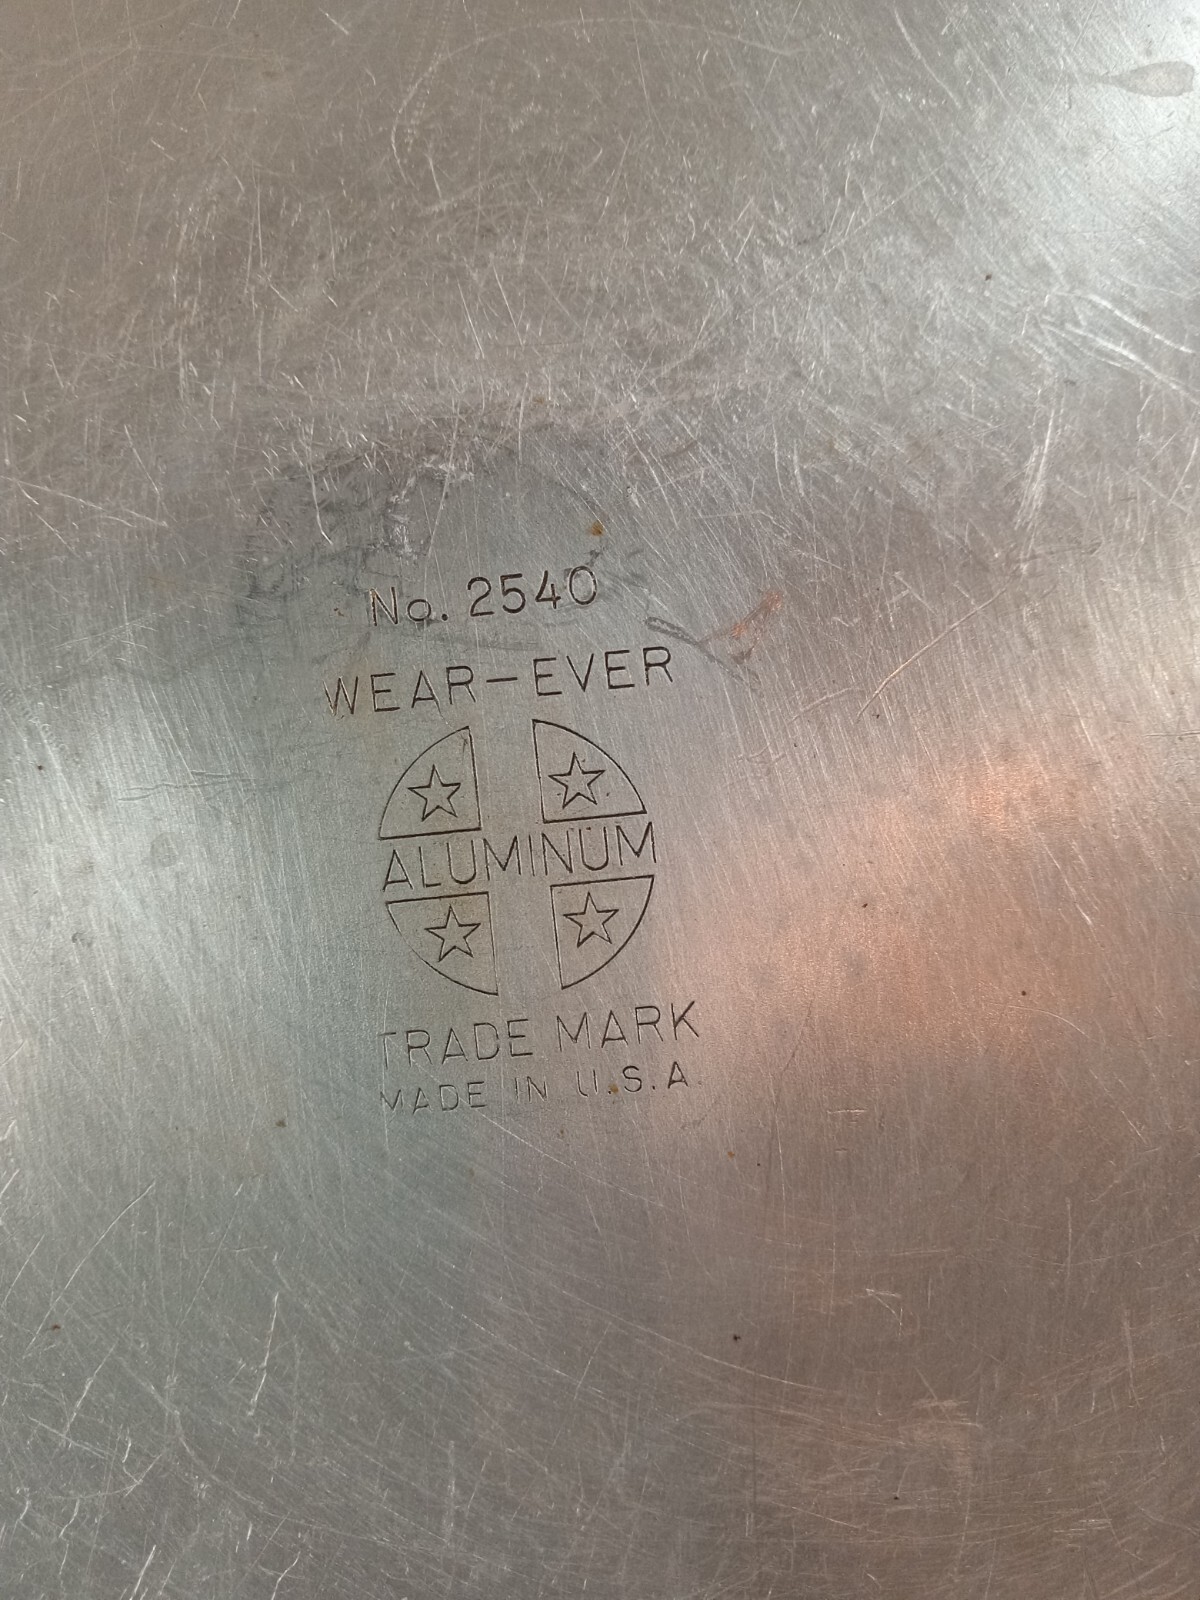 No. 2540
WEAR-EVER
ALUMINUM
TRADE MARK
MADE IN U.S.A.